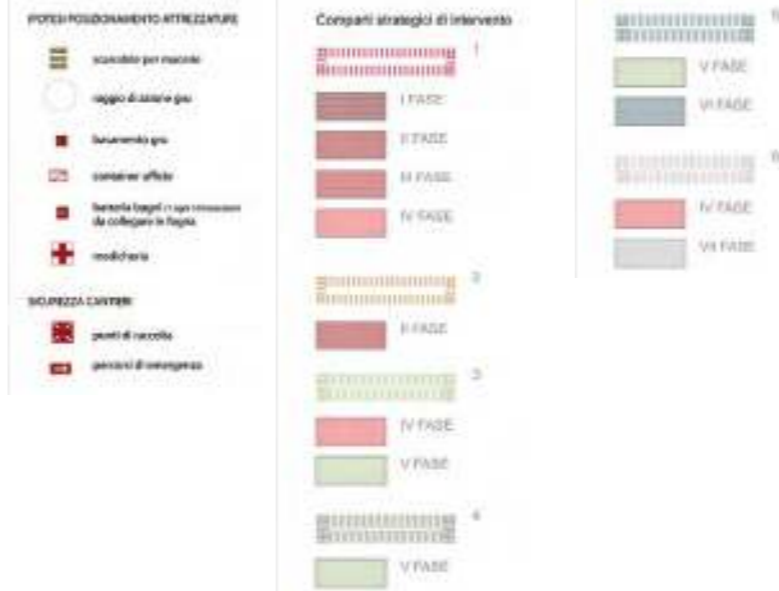 IPOTESI POSIZIONAMENTO ATTREZZATURE
scivolo per macerie
raggio di azione gru
basamento gru
container ufficio
batteria bagni
da collegare in fogna
medicheria
SICUREZZA CANTIERI
punti di raccolta
percorsi di emergenza
Comparti strategici di intervento
1
I FASE
II FASE
III FASE
IV FASE
2
II FASE
3
IV FASE
V FASE
4
V FASE
5
V FASE
VI FASE
6
IV FASE
VII FASE